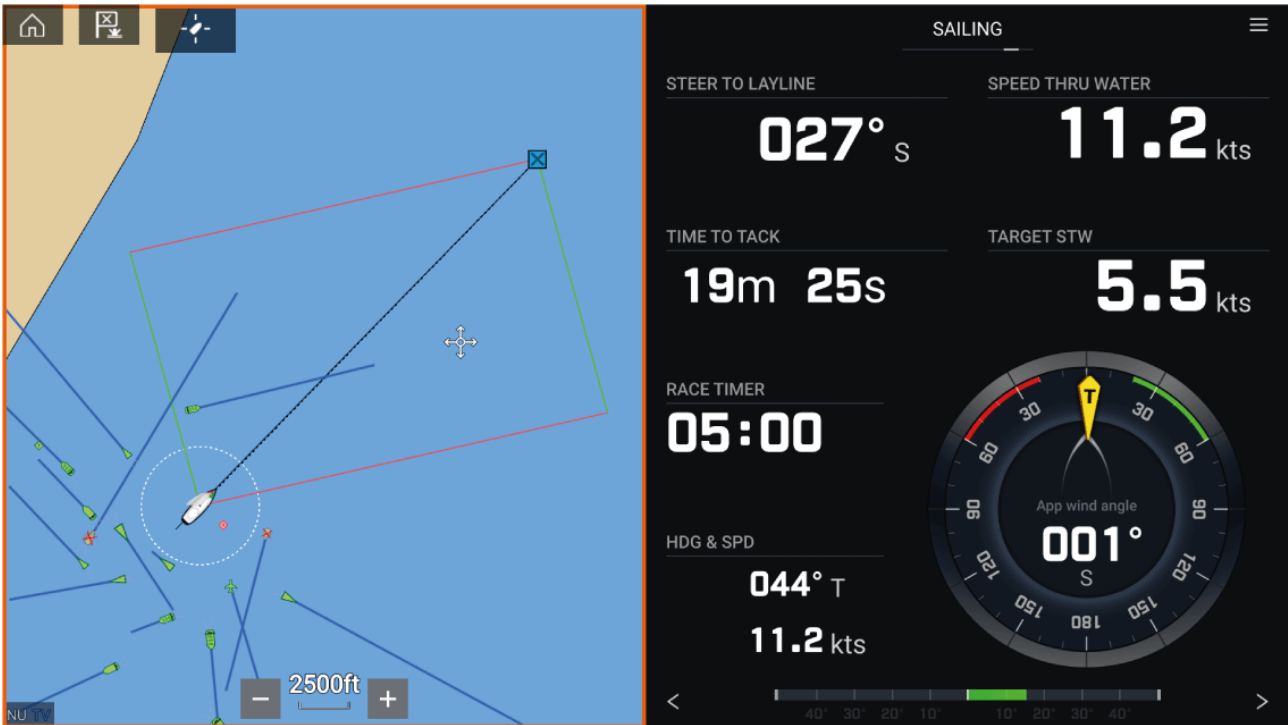 SAILING
STEER TO LAYLINE
027° S
SPEED THRU WATER
11.2 kts
TIME TO TACK
19m 25s
TARGET STW
5.5 kts
RACE TIMER
05:00
HDG & SPD
044° T
11.2 kts
T
30 30
60 60
90 90
120 120
150 150
180
App wind angle
001°
S
40° 30° 20° 10° 10° 20° 30° 40°
2500ft
NU TV